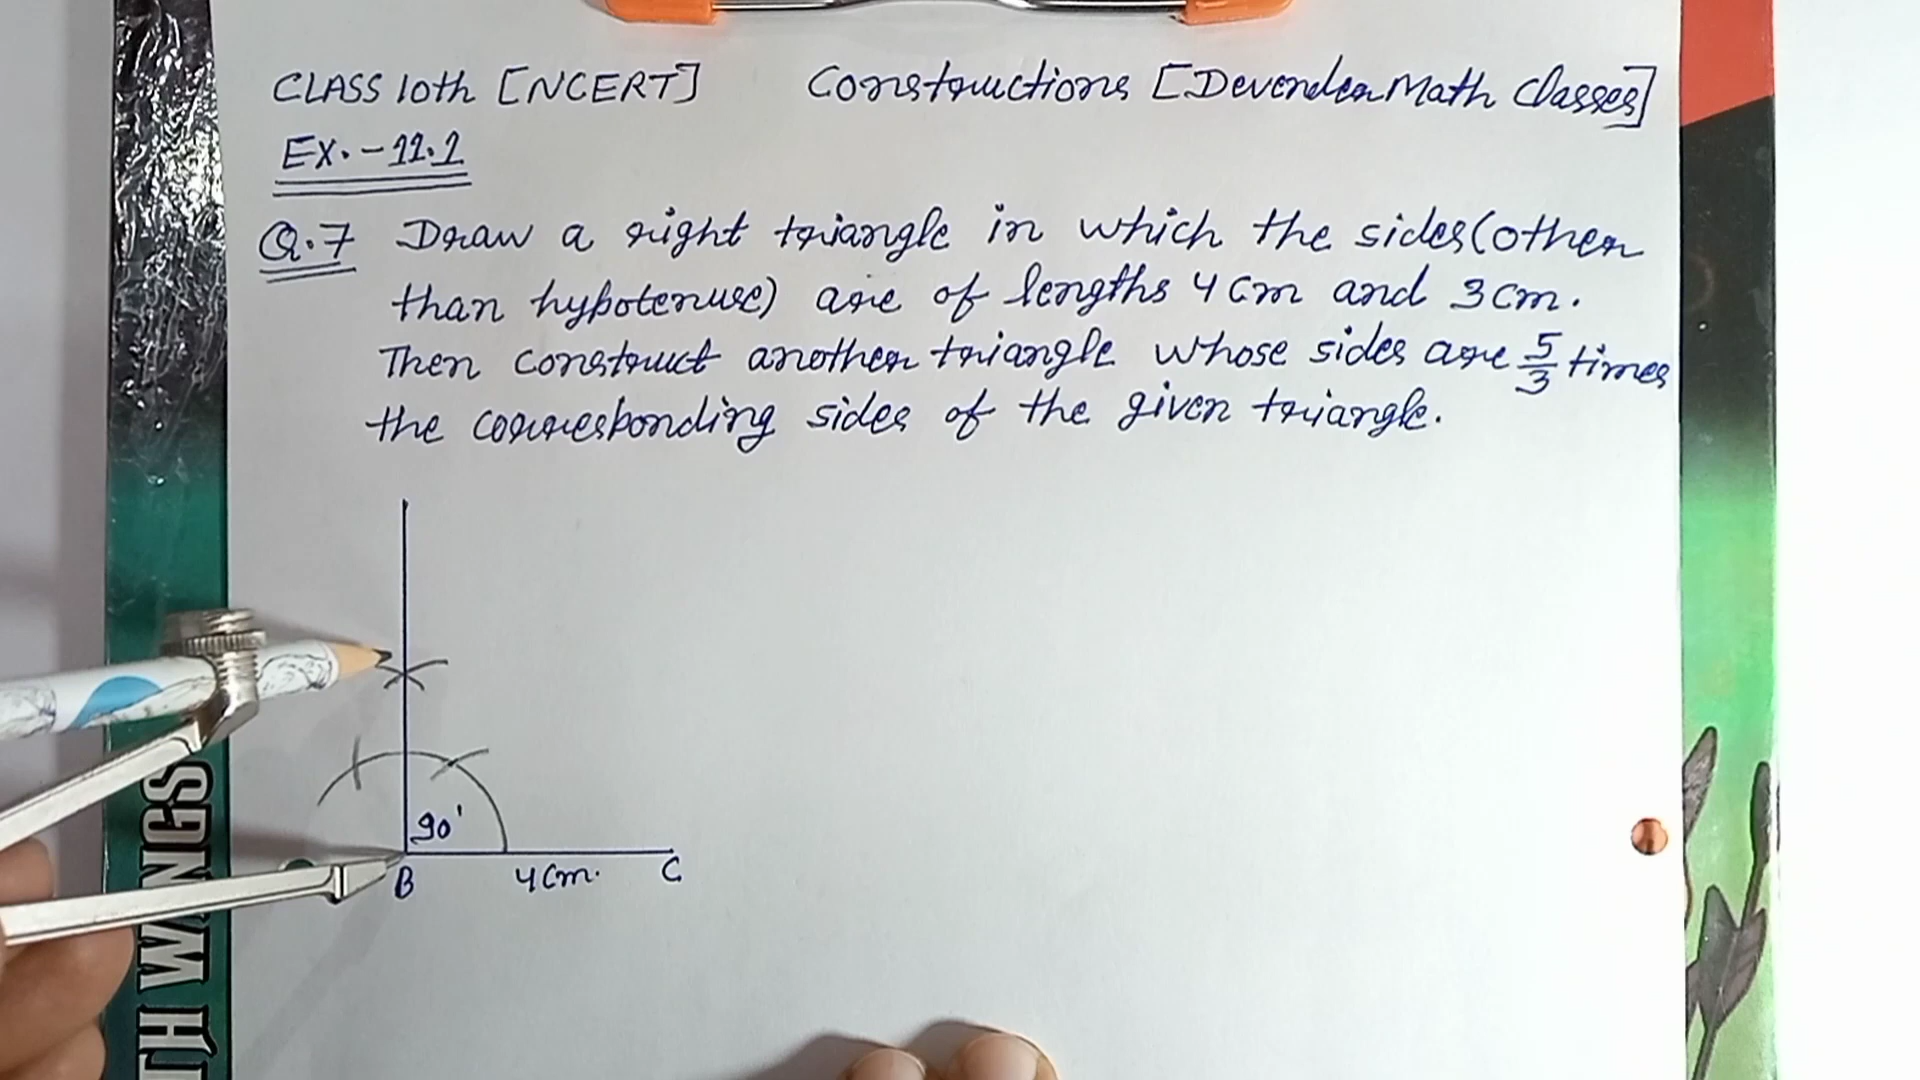 CLASS 10th [NCERT] Constructions [Devender Math Classes]
Ex.-11.1
Q.7 Draw a right triangle in which the sides (other
than hypotenuse) are of lengths 4 cm and 3 cm.
Then construct another triangle whose sides are 5/3 times
the corresponding sides of the given triangle.
90'
B 4 cm. C
TH WINGS